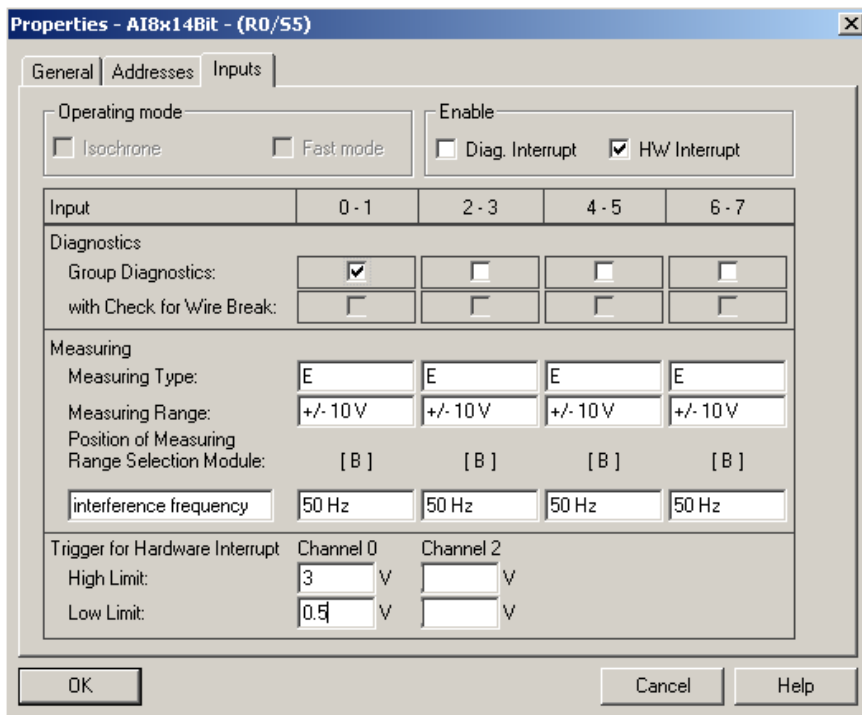 Properties - AI8x14Bit - (R0/S5)
General Addresses Inputs
Operating mode Enable
Isochrone Fast mode Diag. Interrupt HW Interrupt
Input 0 - 1 2 - 3 4 - 5 6 - 7
Diagnostics
Group Diagnostics:
with Check for Wire Break:
Measuring
Measuring Type: E E E E
Measuring Range: +/- 10 V +/- 10 V +/- 10 V +/- 10 V
Position of Measuring
Range Selection Module: [ B ] [ B ] [ B ] [ B ]
interference frequency 50 Hz 50 Hz 50 Hz 50 Hz
Trigger for Hardware Interrupt Channel 0 Channel 2
High Limit: 3 V V
Low Limit: 0.5 V V
OK Cancel Help